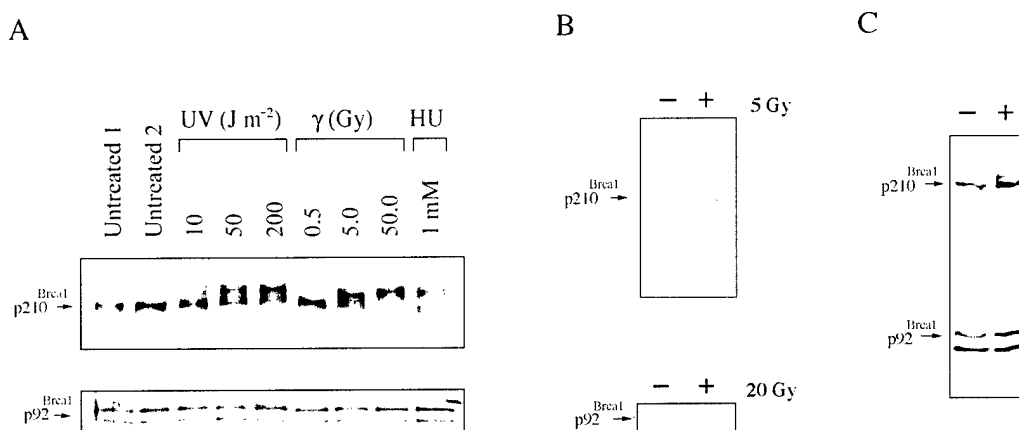 A
B
C
Untreated 1
Untreated 2
UV (J m⁻²)
γ (Gy)
HU
10
50
200
0.5
5.0
50.0
1 mM
p210 Brca1
p92 Brca1
− +
5 Gy
p210 Brca1
− +
20 Gy
p92 Brca1
− +
p210 Brca1
p92 Brca1